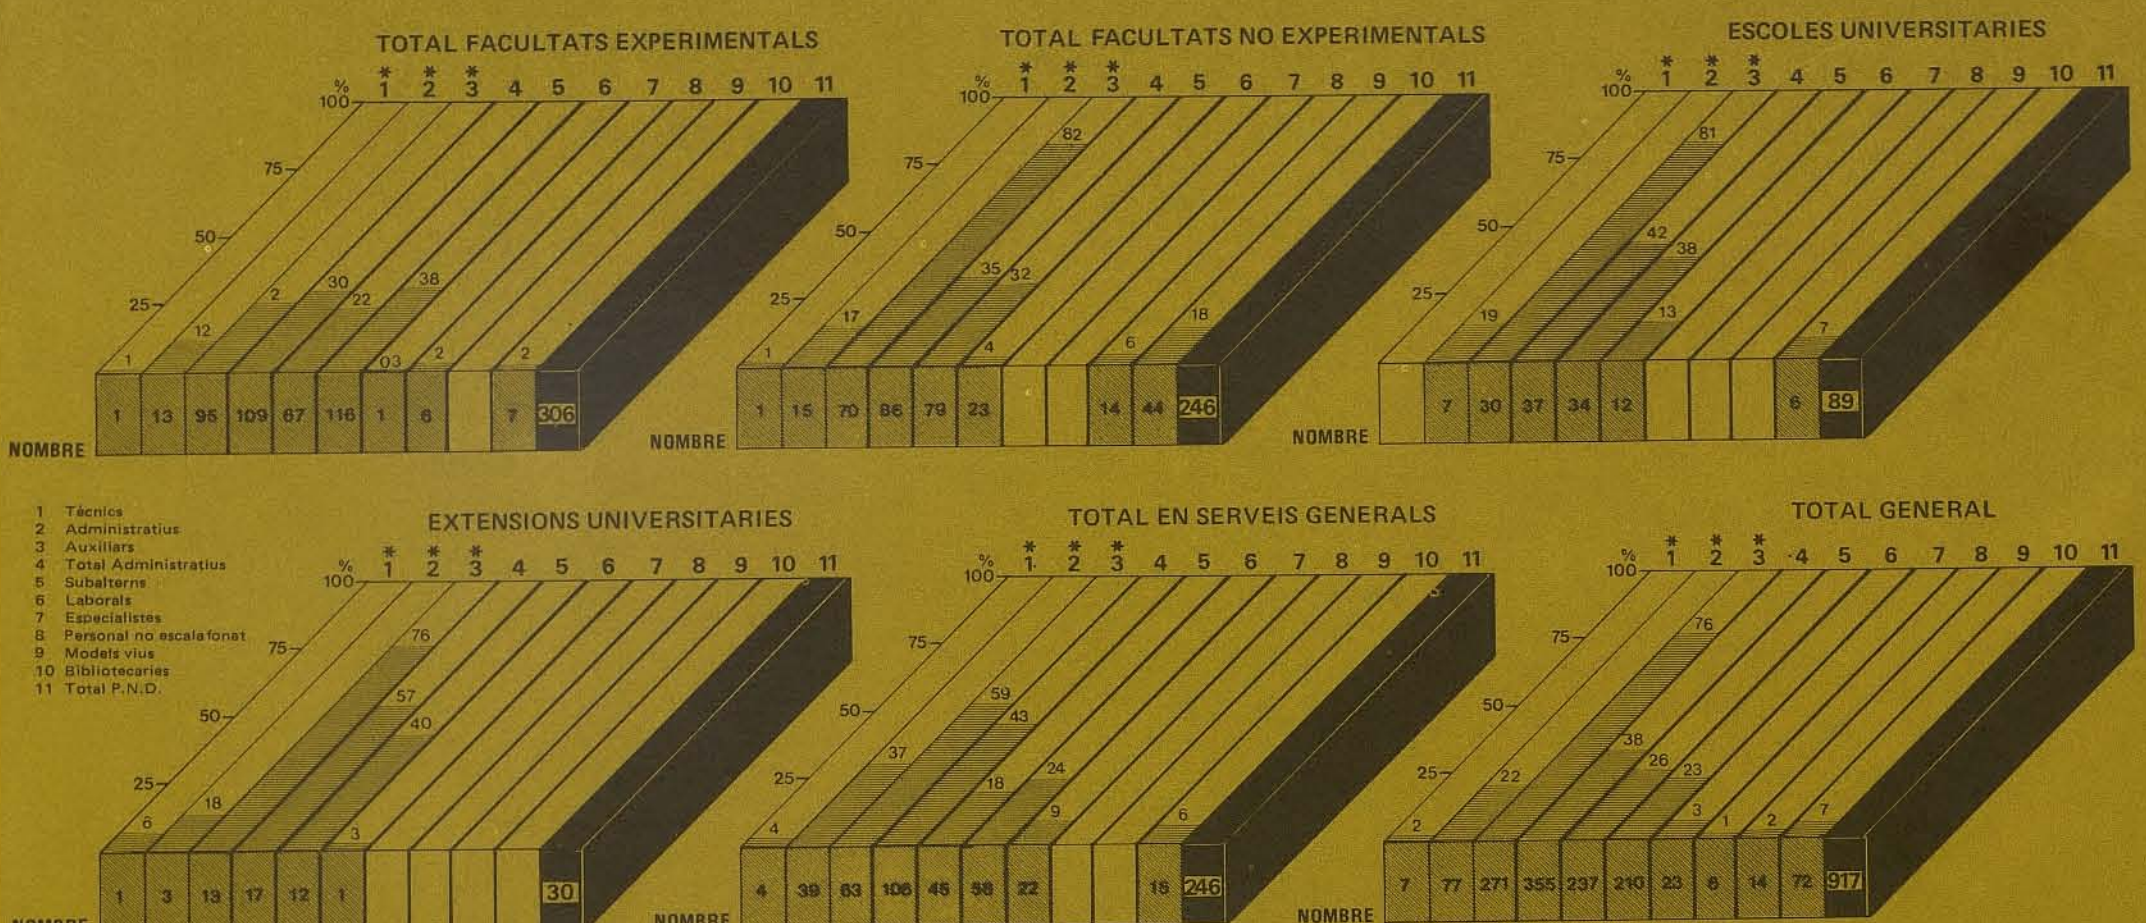 TOTAL FACULTATS EXPERIMENTALS
* * *
% 1 2 3 4 5 6 7 8 9 10 11
100
75
50
25
1 12 2 30 22 38 03 2 2
1 13 95 109 67 116 1 6 7 306
NOMBRE
TOTAL FACULTATS NO EXPERIMENTALS
* * *
% 1 2 3 4 5 6 7 8 9 10 11
100
75
50
25
1 17 82 35 32 4 6 18
1 15 70 86 79 23 14 44 246
NOMBRE
ESCOLES UNIVERSITARIES
* * *
% 1 2 3 4 5 6 7 8 9 10 11
100
75
50
25
19 81 42 38 13 7
7 30 37 34 12 6 89
NOMBRE
1 Tècnics
2 Administratius
3 Auxiliars
4 Total Administratius
5 Subalterns
6 Laborals
7 Especialistes
8 Personal no escalafonat
9 Models vius
10 Bibliotecaries
11 Total P.N.D.
EXTENSIONS UNIVERSITARIES
* * *
% 1 2 3 4 5 6 7 8 9 10 11
100
75
50
25
6 18 76 57 40 3
1 3 13 17 12 1 30
NOMBRE
TOTAL EN SERVEIS GENERALS
* * *
% 1 2 3 4 5 6 7 8 9 10 11
100
75
50
25
4 37 59 43 18 24 9 6
4 39 63 106 45 58 22 15 246
NOMBRE
TOTAL GENERAL
* * *
% 1 2 3 4 5 6 7 8 9 10 11
100
75
50
25
2 22 76 38 26 23 3 1 2 7
7 77 271 355 237 210 23 6 14 72 917
NOMBRE